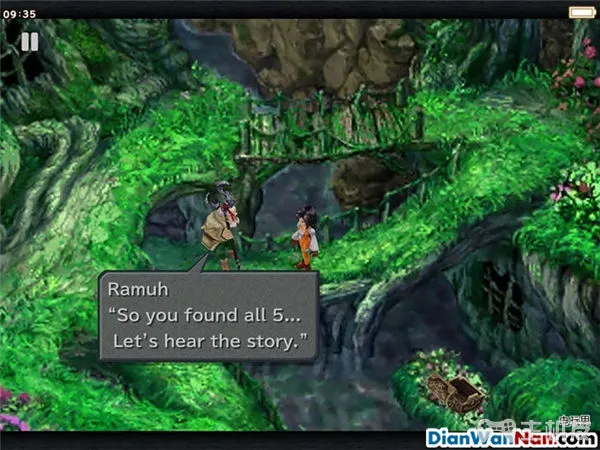 09:35
Ramuh
“So you found all 5...
Let's hear the story.”
DianWanNan.com